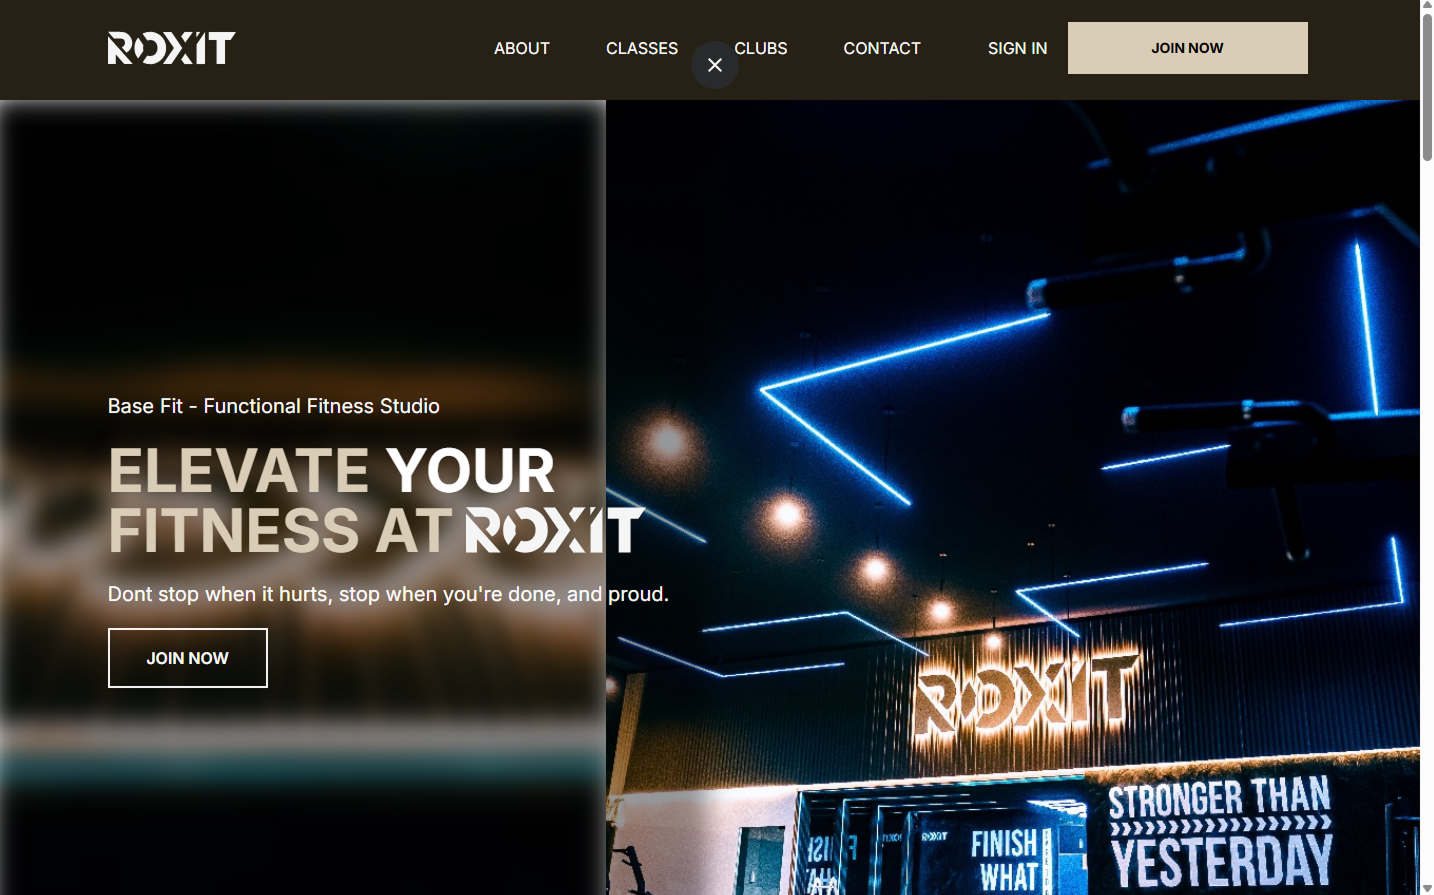 ROXIT
ABOUT
CLASSES
CLUBS
CONTACT
SIGN IN
JOIN NOW
Base Fit - Functional Fitness Studio
ELEVATE YOUR
FITNESS AT ROXIT
Dont stop when it hurts, stop when you're done, and proud.
JOIN NOW
ROXIT
STRONGER THAN
YESTERDAY
ROXIT
FINISH
WHAT